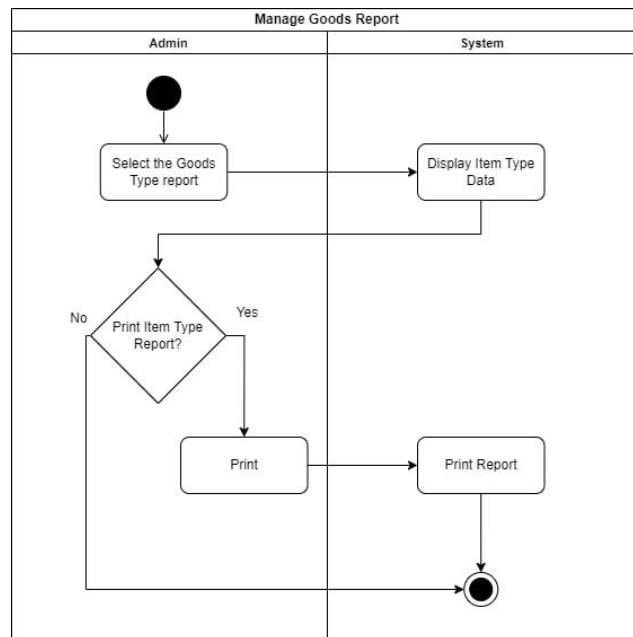 Manage Goods Report
Admin
System
Select the Goods
Type report
Display Item Type
Data
No
Yes
Print Item Type
Report?
Print
Print Report